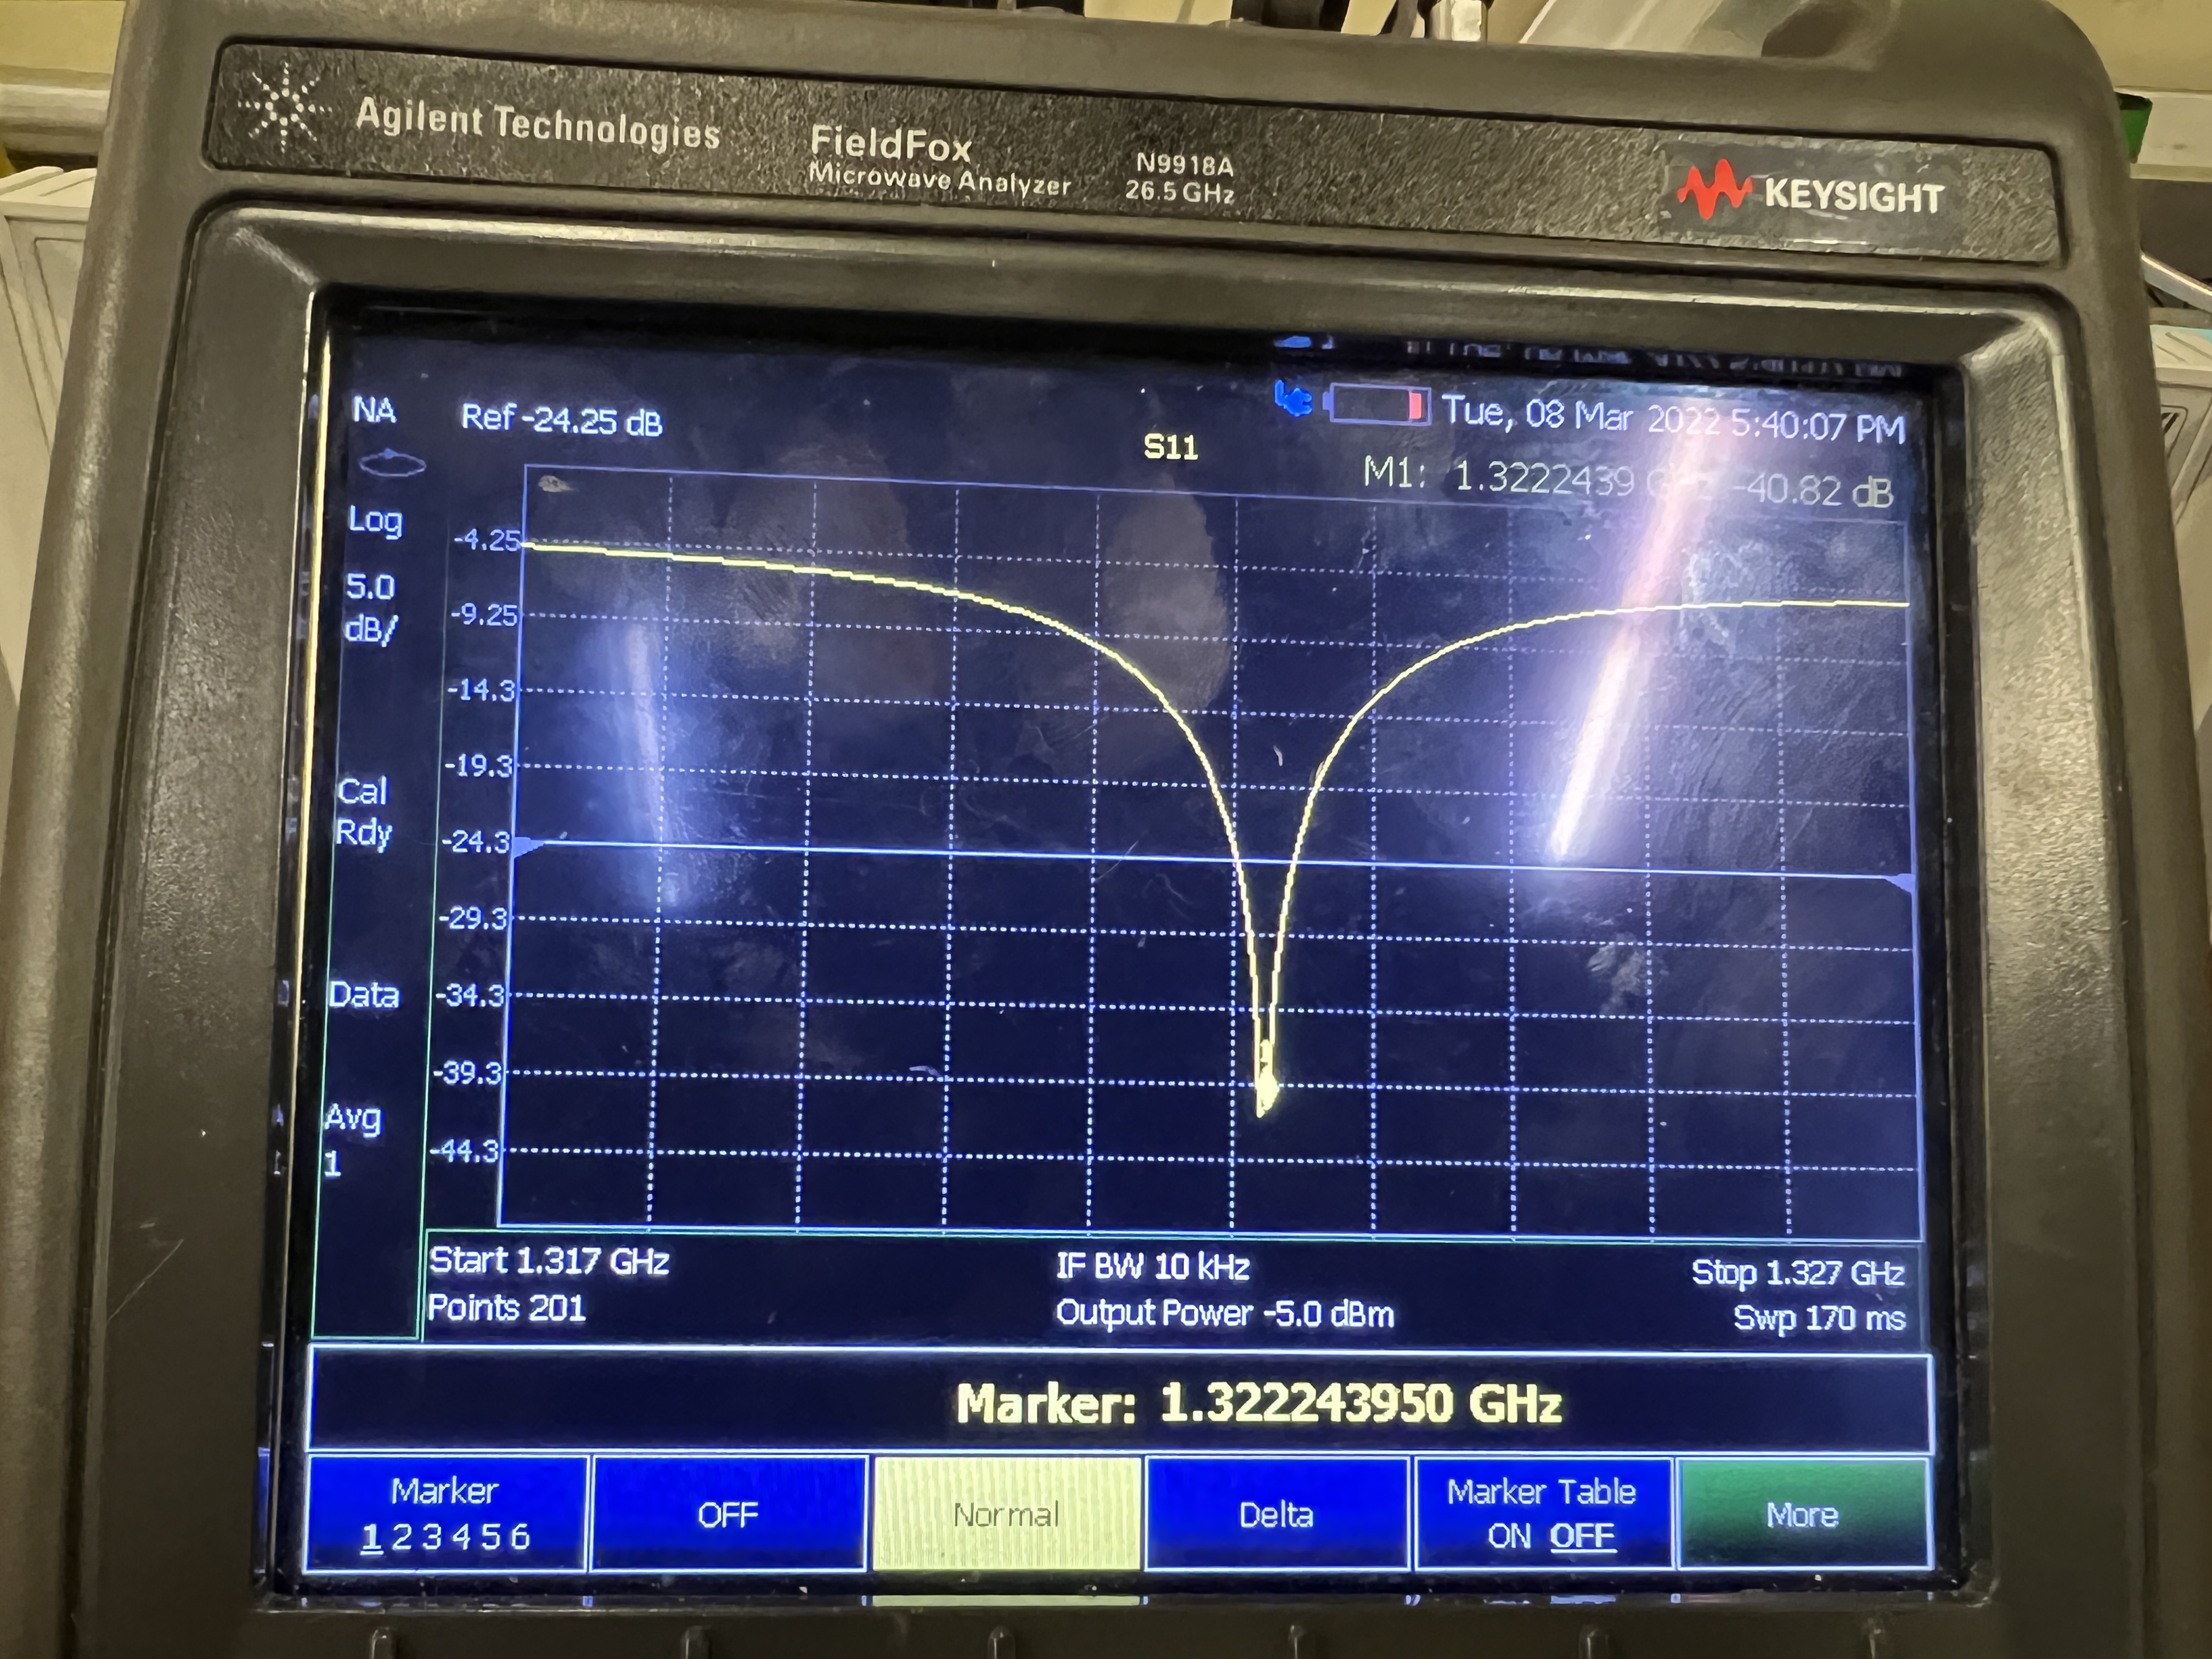 Agilent Technologies
FieldFox
Microwave Analyzer
N9918A
26.5 GHz
KEYSIGHT
NA
Ref -24.25 dB
S11
Tue, 08 Mar 2022 5:40:07 PM
M1: 1.3222439 -40.82 dB
Log
5.0
dB/
Cal
Rdy
Data
Avg
1
-4.25
-9.25
-14.3
-19.3
-24.3
-29.3
-34.3
-39.3
-44.3
Start 1.317 GHz
IF BW 10 kHz
Stop 1.327 GHz
Points 201
Output Power -5.0 dBm
Swp 170 ms
Marker: 1.322243950 GHz
Marker
1 2 3 4 5 6
OFF
Normal
Delta
Marker Table
ON OFF
More